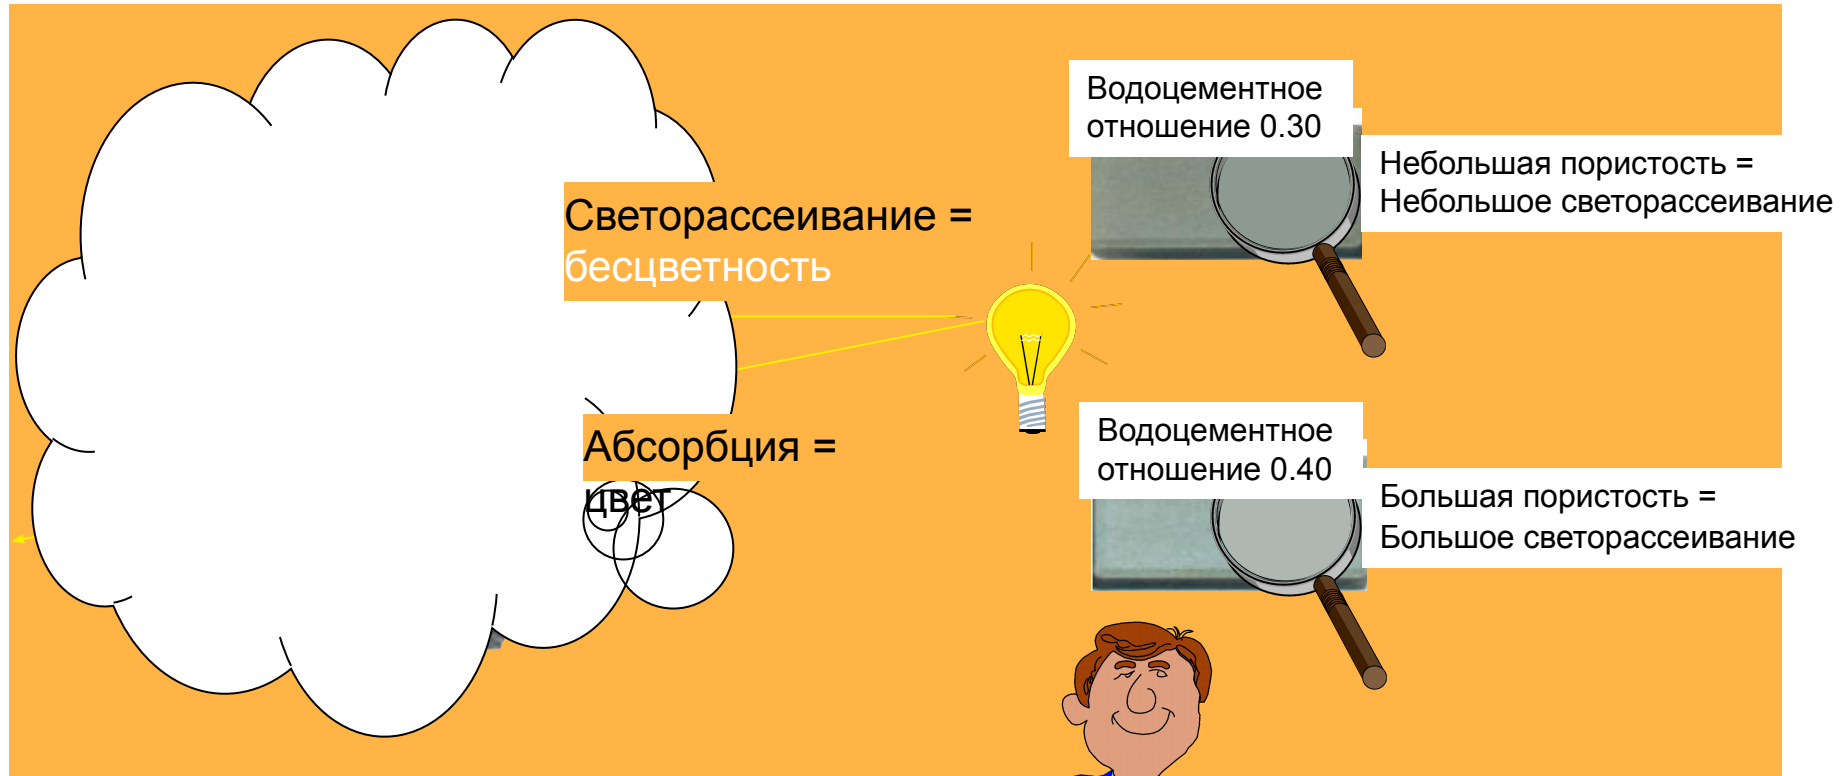 Светорассеивание =
бесцветность
Абсорбция =
цвет
Водоцементное
отношение 0.30
Небольшая пористость =
Небольшое светорассеивание
Водоцементное
отношение 0.40
Большая пористость =
Большое светорассеивание